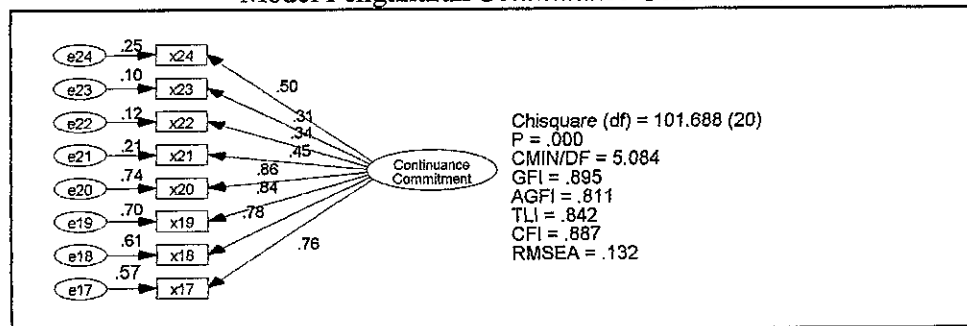 e24 .25 x24
.50
e23 .10 x23
.31
e22 .12 x22
.34
e21 .21 x21
.45
Continuance
Commitment
e20 .74 x20
.86
e19 .70 x19
.84
e18 .61 x18
.78
e17 .57 x17
.76
Chisquare (df) = 101.688 (20)
P = .000
CMIN/DF = 5.084
GFI = .895
AGFI = .811
TLI = .842
CFI = .887
RMSEA = .132